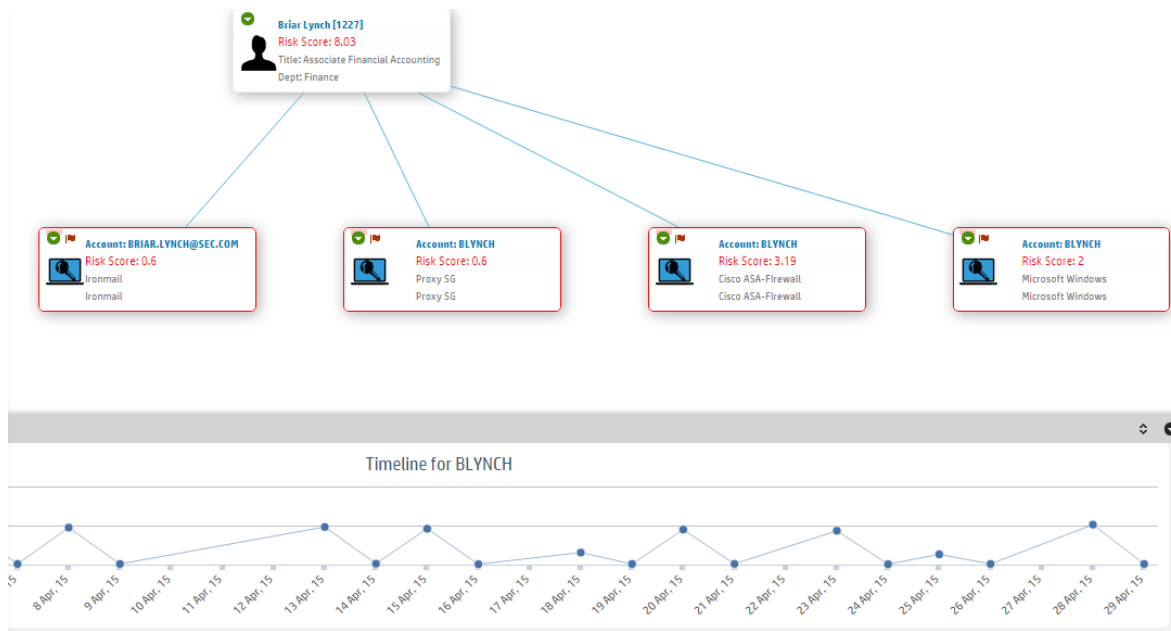 Briar Lynch [1227]
Risk Score: 8.03
Title: Associate Financial Accounting
Dept: Finance
Account: BRIAR.LYNCH@SEC.COM
Risk Score: 0.6
Ironmail
Ironmail
Account: BLYNCH
Risk Score: 0.6
Proxy SG
Proxy SG
Account: BLYNCH
Risk Score: 3.19
Cisco ASA-FIrewall
Cisco ASA-FIrewall
Account: BLYNCH
Risk Score: 2
Microsoft Windows
Microsoft Windows
Timeline for BLYNCH
15
8 Apr, 15
9 Apr, 15
10 Apr, 15
11 Apr, 15
12 Apr, 15
13 Apr, 15
14 Apr, 15
15 Apr, 15
16 Apr, 15
17 Apr, 15
18 Apr, 15
19 Apr, 15
20 Apr, 15
21 Apr, 15
22 Apr, 15
23 Apr, 15
24 Apr, 15
25 Apr, 15
26 Apr, 15
27 Apr, 15
28 Apr, 15
29 Apr, 15